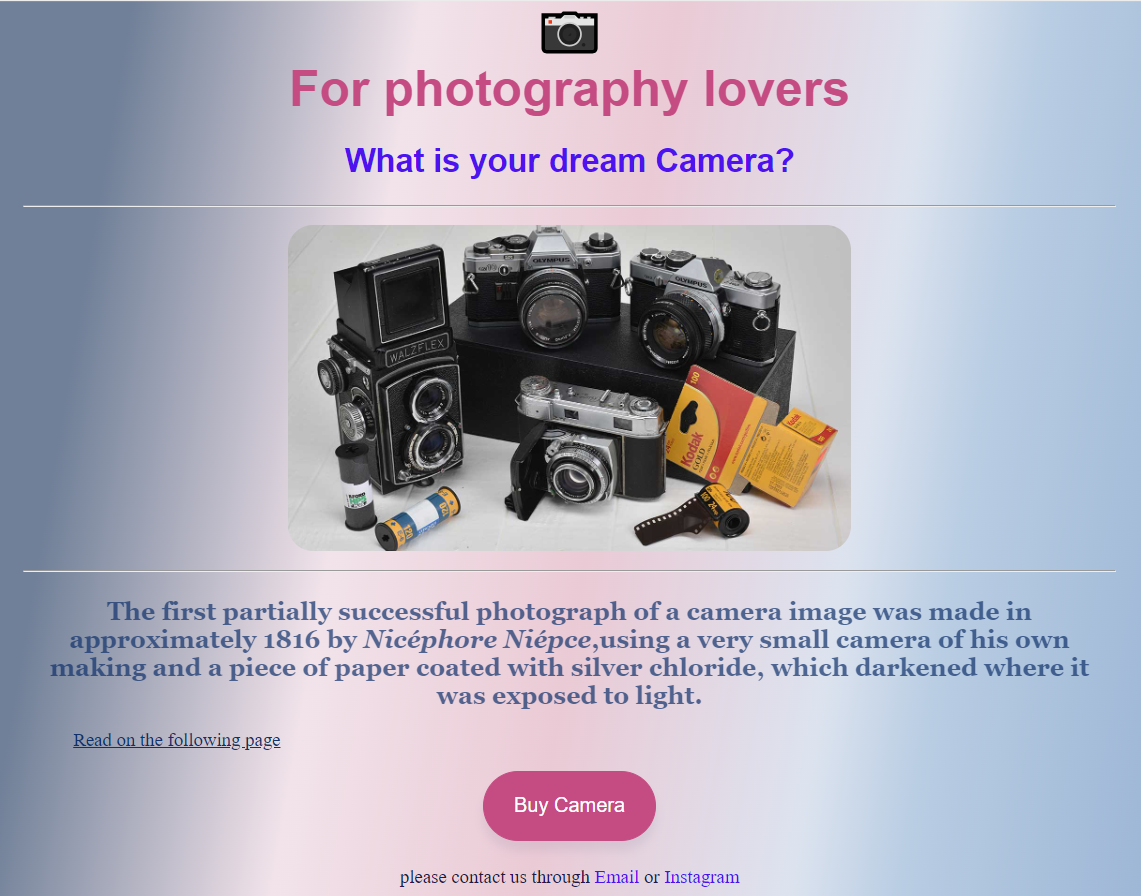 For photography lovers
What is your dream Camera?
OLYMPUS
OLYMPUS
WALZFLEX
100
Kodak
GOLD
Kodak
120
100
The first partially successful photograph of a camera image was made in
approximately 1816 by Nicéphore Niépce,using a very small camera of his own
making and a piece of paper coated with silver chloride, which darkened where it
was exposed to light.
Read on the following page
Buy Camera
please contact us through Email or Instagram